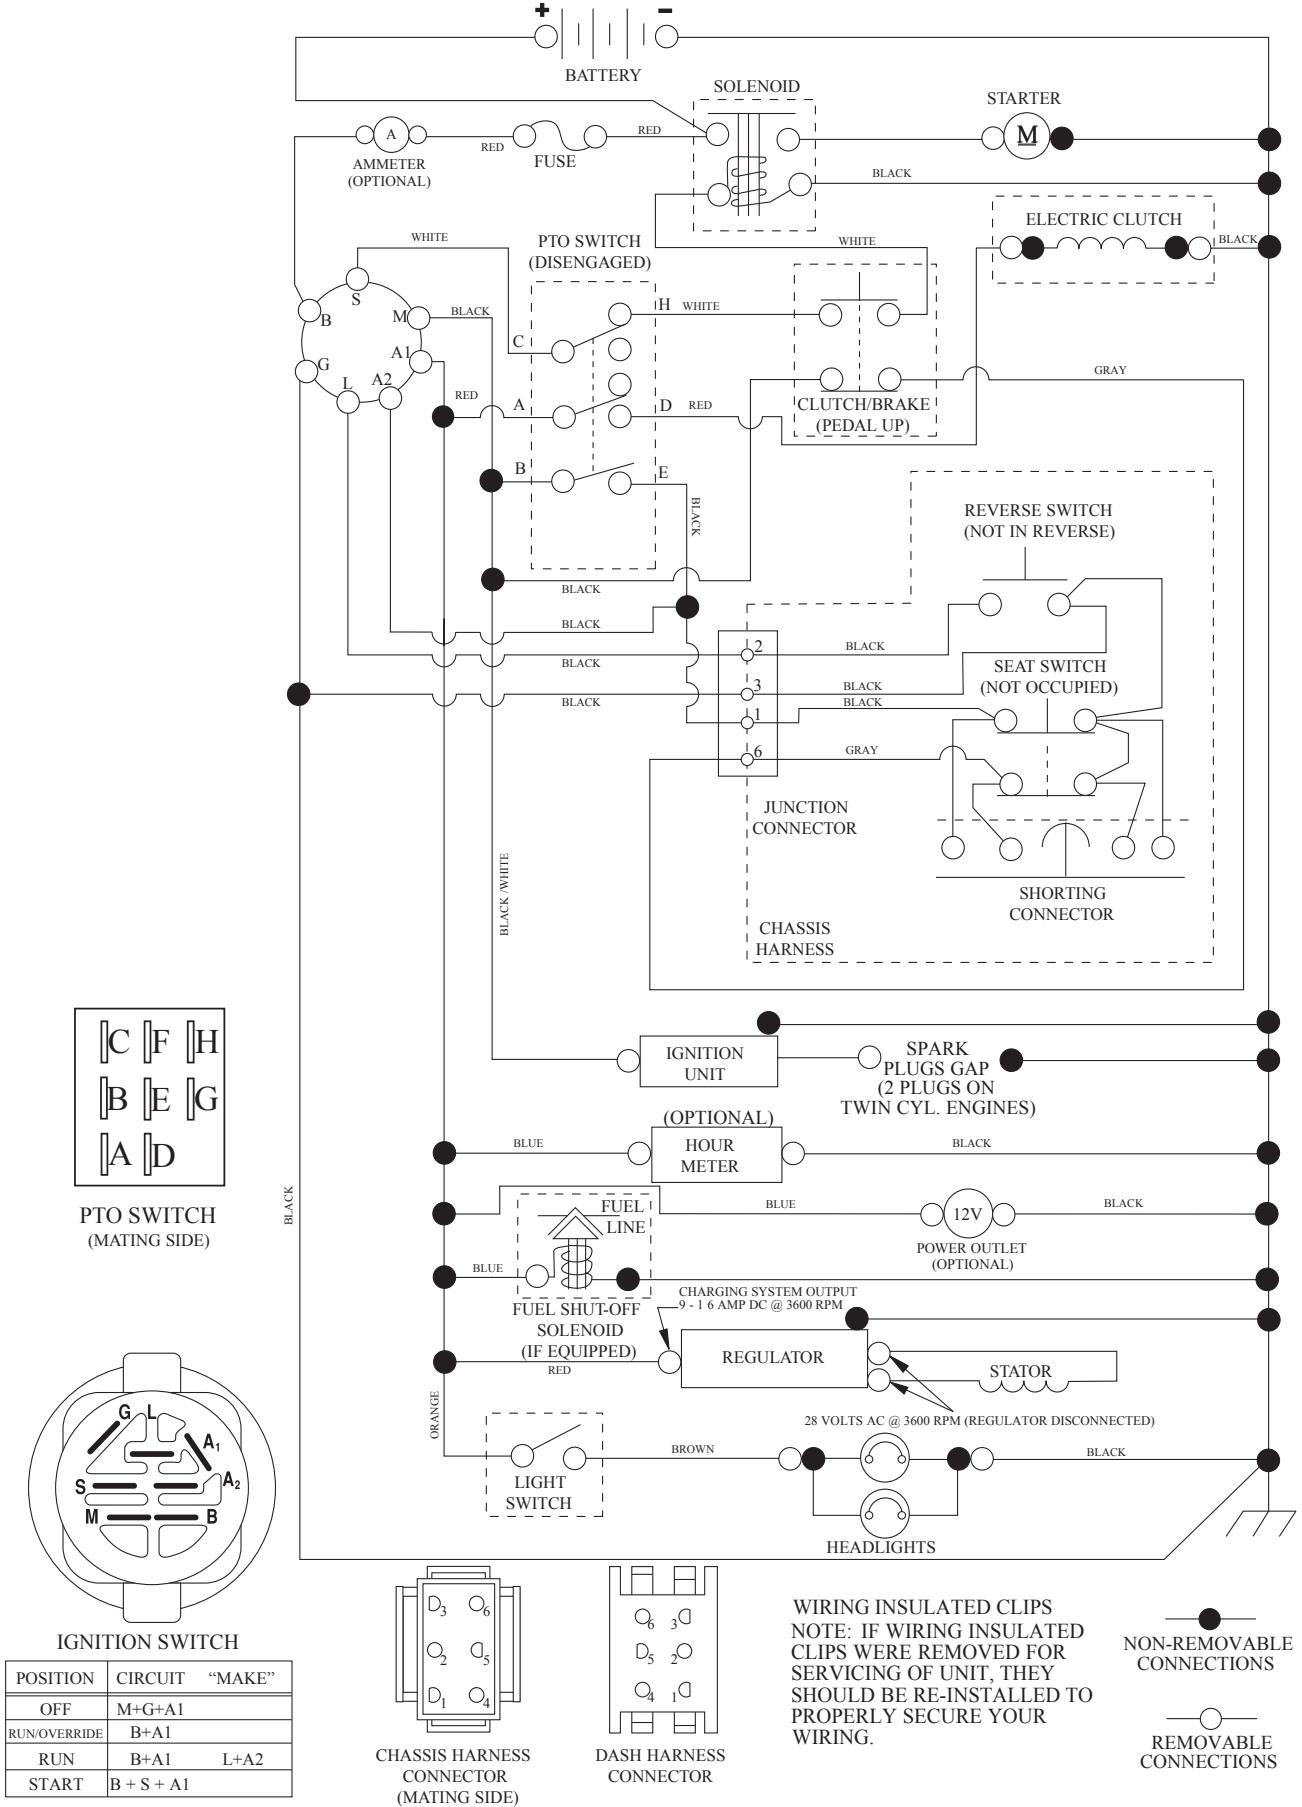 +
−
BATTERY
SOLENOID
STARTER
A
M
RED
RED
AMMETER
(OPTIONAL)
FUSE
BLACK
ELECTRIC CLUTCH
BLACK
WHITE
PTO SWITCH
(DISENGAGED)
WHITE
S
B
M
BLACK
H
WHITE
C
G
A1
L
A2
RED
A
D
RED
CLUTCH/BRAKE
(PEDAL UP)
GRAY
B
E
BLACK
REVERSE SWITCH
(NOT IN REVERSE)
BLACK
BLACK
BLACK
2
BLACK
SEAT SWITCH
(NOT OCCUPIED)
3
BLACK
BLACK
BLACK
1
6
GRAY
JUNCTION
CONNECTOR
BLACK /WHITE
SHORTING
CONNECTOR
CHASSIS
HARNESS
C F H
B E G
A D
PTO SWITCH
(MATING SIDE)
IGNITION
UNIT
SPARK
PLUGS GAP
(2 PLUGS ON
TWIN CYL. ENGINES)
(OPTIONAL)
BLUE
HOUR
METER
BLACK
BLACK
FUEL
LINE
BLUE
12V
BLACK
POWER OUTLET
(OPTIONAL)
BLUE
FUEL SHUT-OFF
SOLENOID
(IF EQUIPPED)
CHARGING SYSTEM OUTPUT
9 - 1 6 AMP DC @ 3600 RPM
RED
REGULATOR
STATOR
28 VOLTS AC @ 3600 RPM (REGULATOR DISCONNECTED)
ORANGE
LIGHT
SWITCH
BROWN
BLACK
HEADLIGHTS
G L
A1
S
A2
M
B
IGNITION SWITCH
POSITION CIRCUIT “MAKE”
OFF M+G+A1
RUN/OVERRIDE B+A1
RUN B+A1 L+A2
START B + S + A1
3 6
2 5
1 4
CHASSIS HARNESS
CONNECTOR
(MATING SIDE)
6 3
5 2
4 1
DASH HARNESS
CONNECTOR
WIRING INSULATED CLIPS
NOTE: IF WIRING INSULATED
CLIPS WERE REMOVED FOR
SERVICING OF UNIT, THEY
SHOULD BE RE-INSTALLED TO
PROPERLY SECURE YOUR
WIRING.
NON-REMOVABLE
CONNECTIONS
REMOVABLE
CONNECTIONS